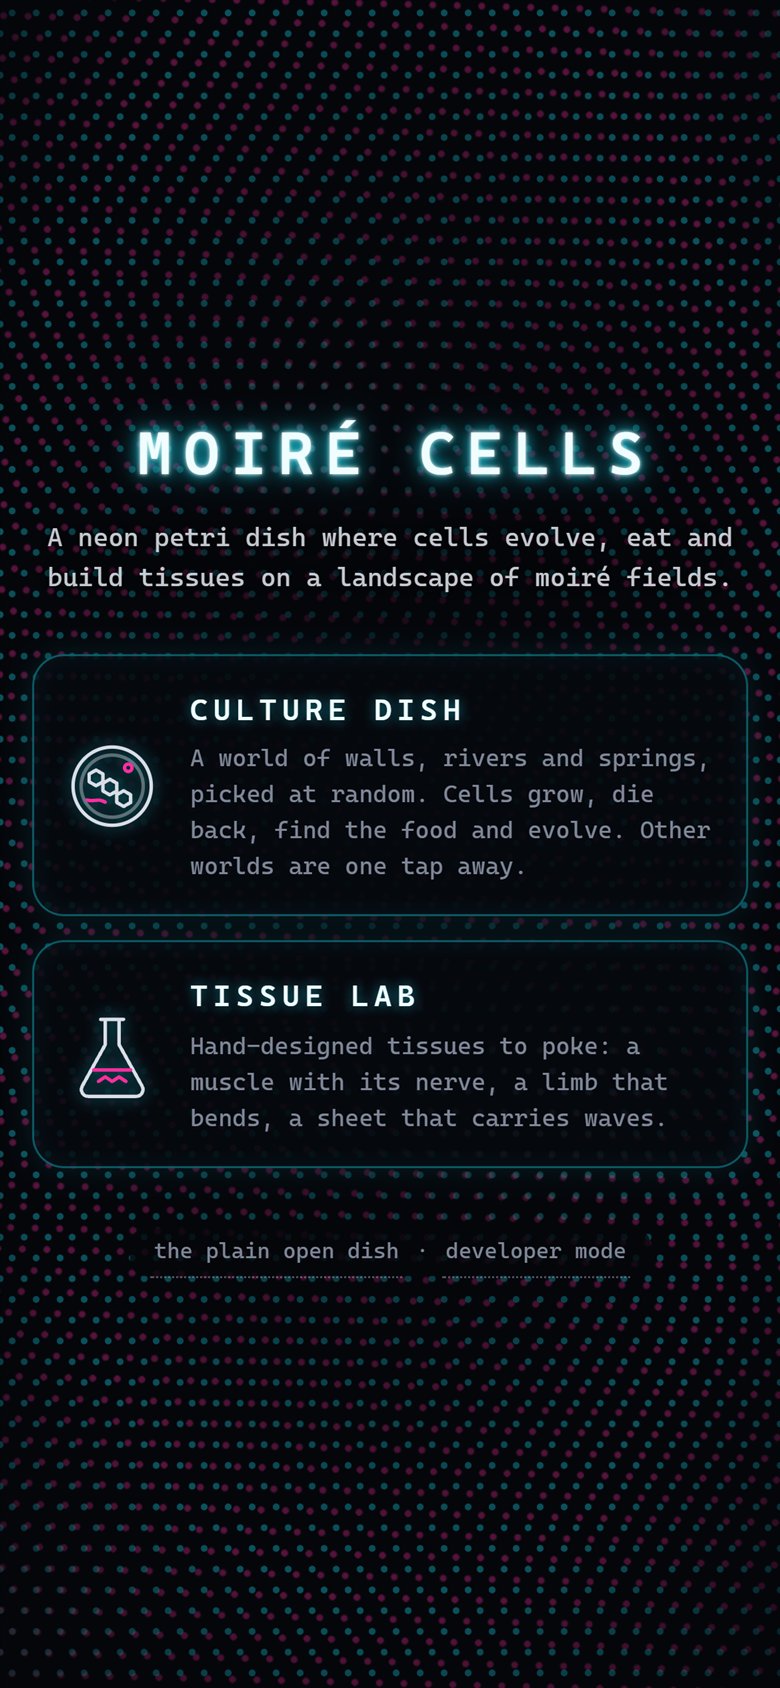 MOIRÉ CELLS
A neon petri dish where cells evolve, eat and
build tissues on a landscape of moiré fields.
CULTURE DISH
A world of walls, rivers and springs,
picked at random. Cells grow, die
back, find the food and evolve. Other
worlds are one tap away.
TISSUE LAB
Hand-designed tissues to poke: a
muscle with its nerve, a limb that
bends, a sheet that carries waves.
the plain open dish · developer mode